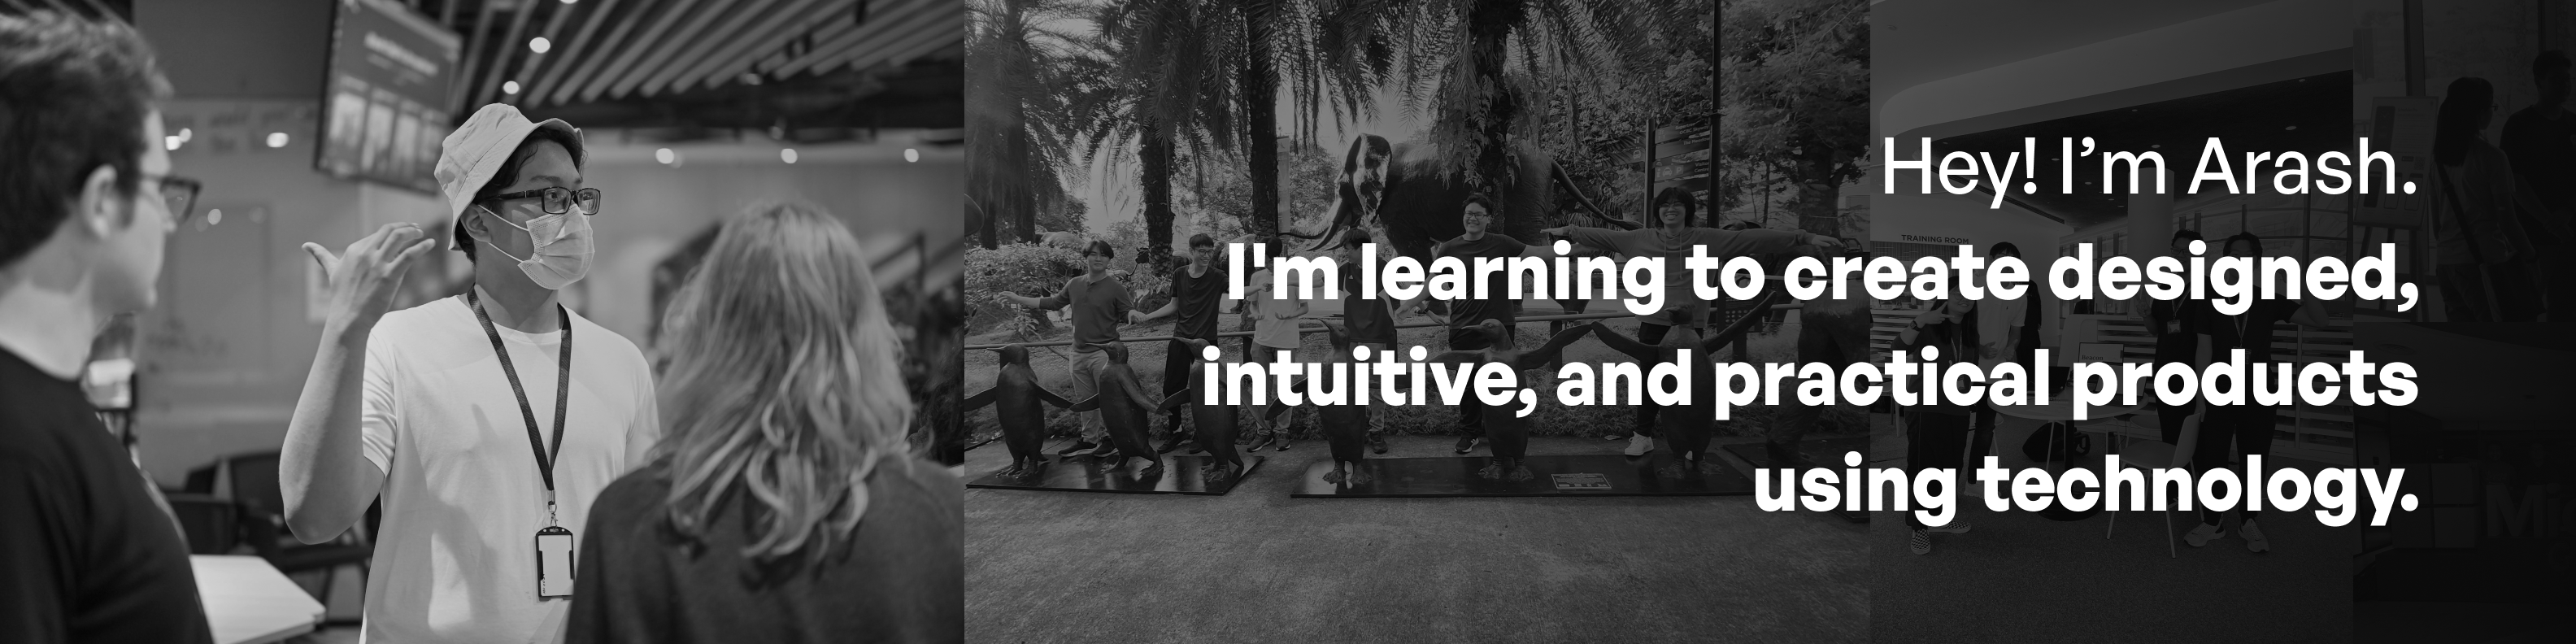 Hey! I’m Arash.
I'm learning to create designed,
intuitive, and practical products
using technology.
TRAINING ROOM